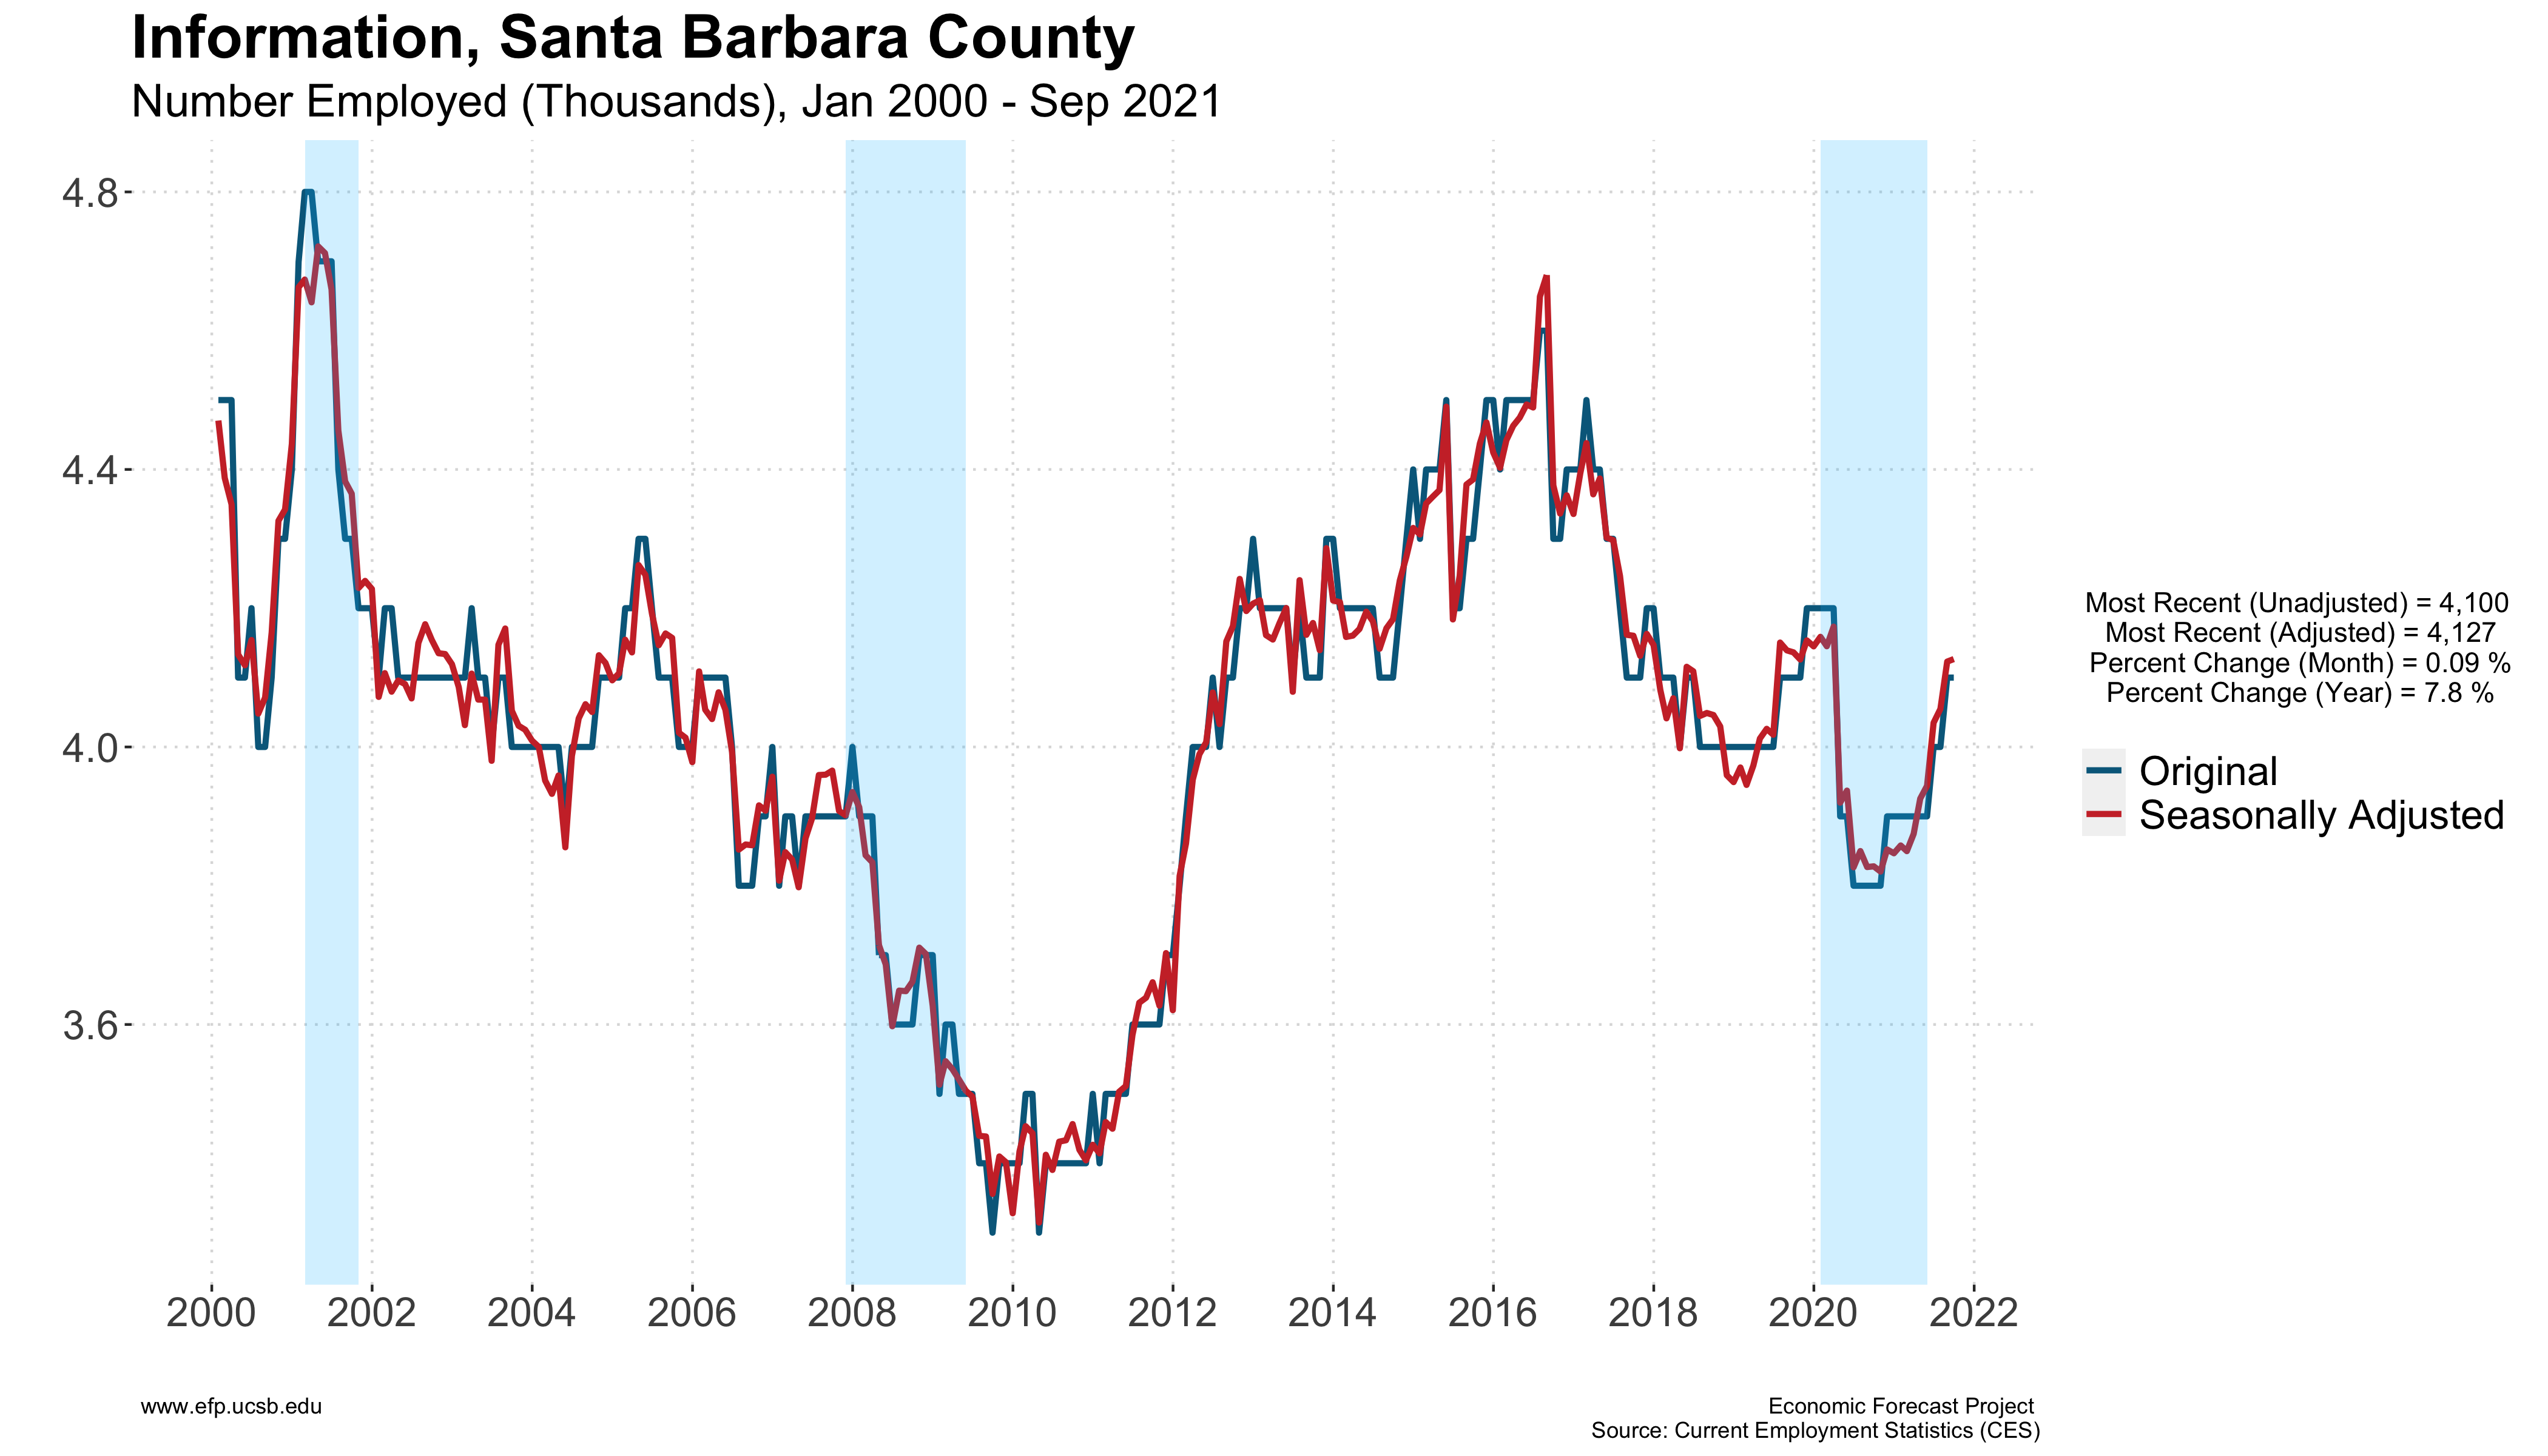 Information, Santa Barbara County
Number Employed (Thousands), Jan 2000 - Sep 2021
4.8
4.4
4.0
3.6
2000 2002 2004 2006 2008 2010 2012 2014 2016 2018 2020 2022
Most Recent (Unadjusted) = 4,100
Most Recent (Adjusted) = 4,127
Percent Change (Month) = 0.09 %
Percent Change (Year) = 7.8 %
Original
Seasonally Adjusted
www.efp.ucsb.edu
Economic Forecast Project
Source: Current Employment Statistics (CES)